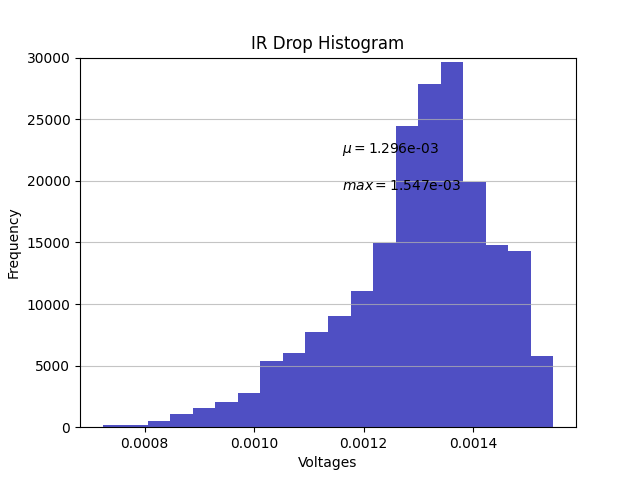 IR Drop Histogram
30000
25000
20000
15000
10000
5000
0
Frequency
μ = 1.296e-03
max = 1.547e-03
0.0008 0.0010 0.0012 0.0014
Voltages